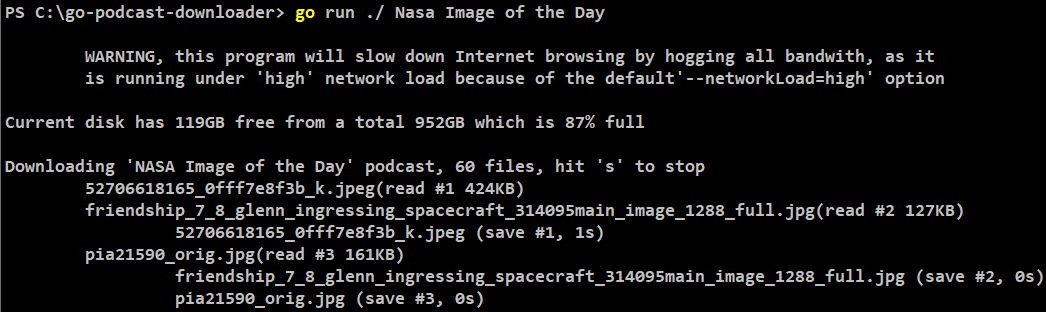 PS C:\go-podcast-downloader> go run ./ Nasa Image of the Day
WARNING, this program will slow down Internet browsing by hogging all bandwith, as it
is running under 'high' network load because of the default'--networkLoad=high' option
Current disk has 119GB free from a total 952GB which is 87% full
Downloading 'NASA Image of the Day' podcast, 60 files, hit 's' to stop
52706618165_0fff7e8f3b_k.jpeg(read #1 424KB)
friendship_7_8_glenn_ingressing_spacecraft_314095main_image_1288_full.jpg(read #2 127KB)
52706618165_0fff7e8f3b_k.jpeg (save #1, 1s)
pia21590_orig.jpg(read #3 161KB)
friendship_7_8_glenn_ingressing_spacecraft_314095main_image_1288_full.jpg (save #2, 0s)
pia21590_orig.jpg (save #3, 0s)